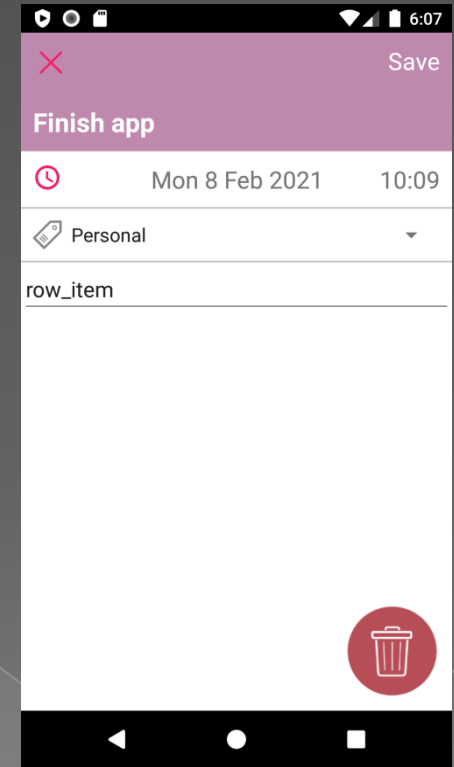 6:07
Save
Finish app
Mon 8 Feb 2021 10:09
Personal
row_item